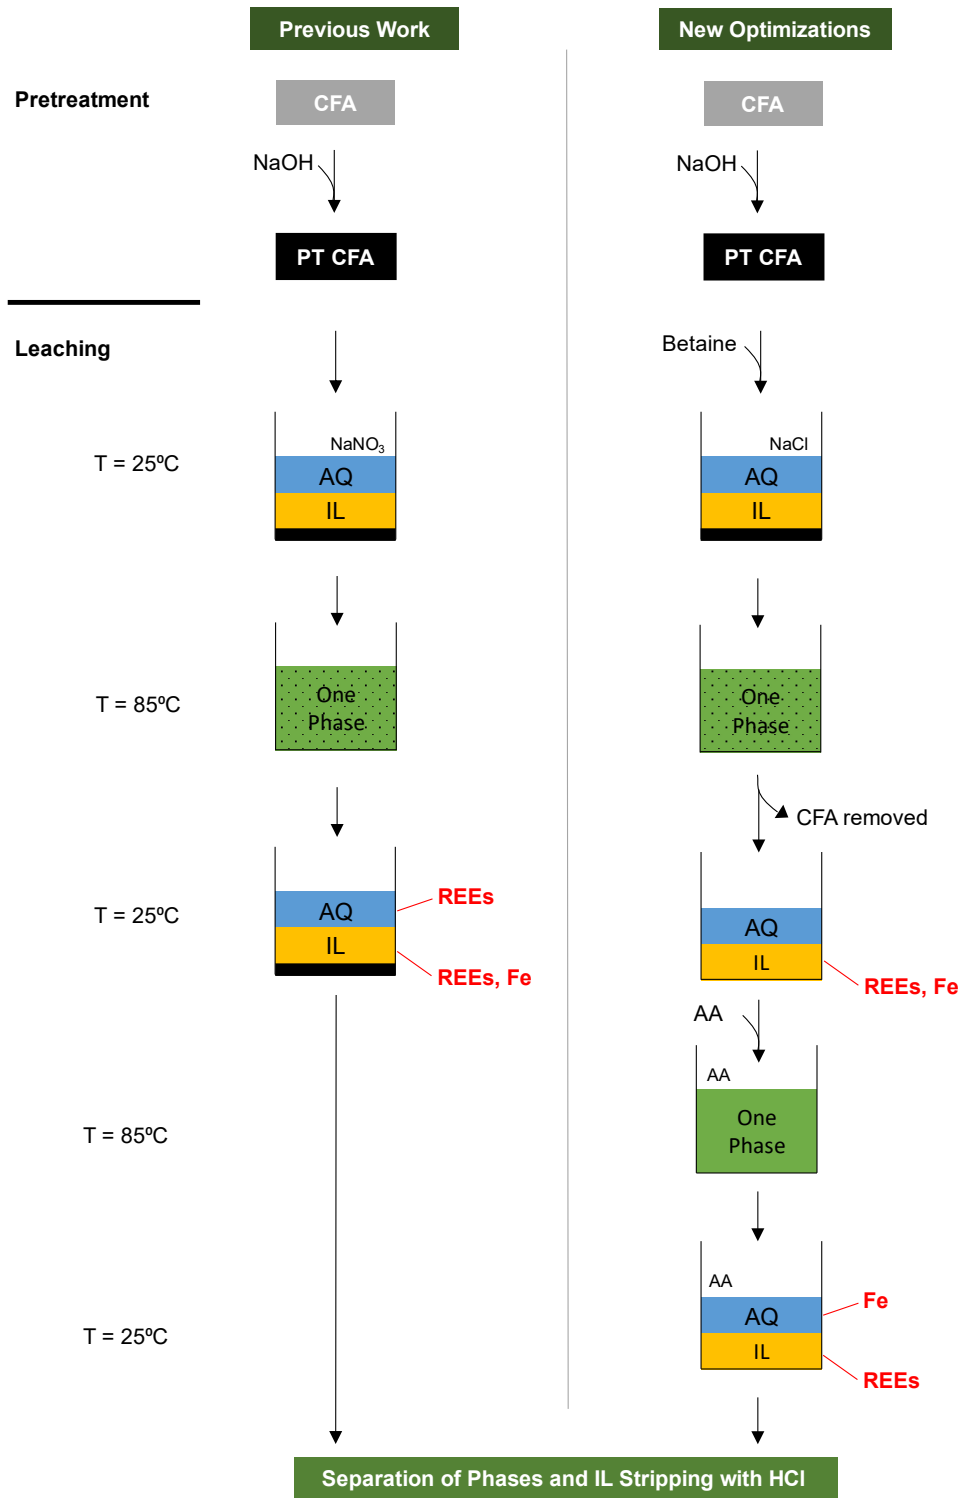 Previous Work
New Optimizations
Pretreatment
CFA
CFA
NaOH
NaOH
PT CFA
PT CFA
Leaching
Betaine
T = 25ºC
NaNO₃
AQ
IL
NaCl
AQ
IL
T = 85ºC
One
Phase
One
Phase
CFA removed
T = 25ºC
AQ
IL
REEs
REEs, Fe
AQ
IL
REEs, Fe
AA
T = 85ºC
AA
One
Phase
T = 25ºC
AA
AQ
IL
Fe
REEs
Separation of Phases and IL Stripping with HCl